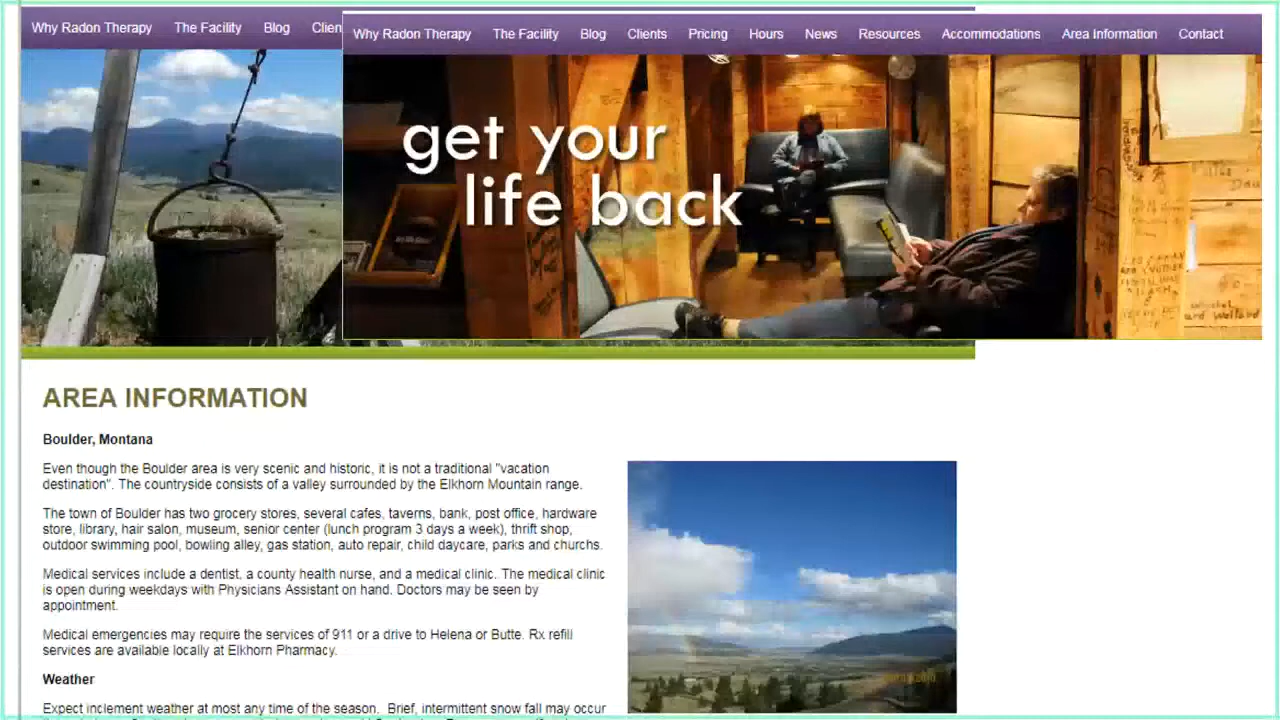 Why Radon Therapy The Facility Blog Clien
Why Radon Therapy The Facility Blog Clients Pricing Hours News Resources Accommodations Area Information Contact
get your
life back
AREA INFORMATION
Boulder, Montana
Even though the Boulder area is very scenic and historic, it is not a traditional "vacation
destination". The countryside consists of a valley surrounded by the Elkhorn Mountain range.
The town of Boulder has two grocery stores, several cafes, taverns, bank, post office, hardware
store, library, hair salon, museum, senior center (lunch program 3 days a week), thrift shop,
outdoor swimming pool, bowling alley, gas station, auto repair, child daycare, parks and churchs.
Medical services include a dentist, a county health nurse, and a medical clinic. The medical clinic
is open during weekdays with Physicians Assistant on hand. Doctors may be seen by
appointment.
Medical emergencies may require the services of 911 or a drive to Helena or Butte. Rx refill
services are available locally at Elkhorn Pharmacy.
Weather
Expect inclement weather at most any time of the season. Brief, intermittent snow fall may occur